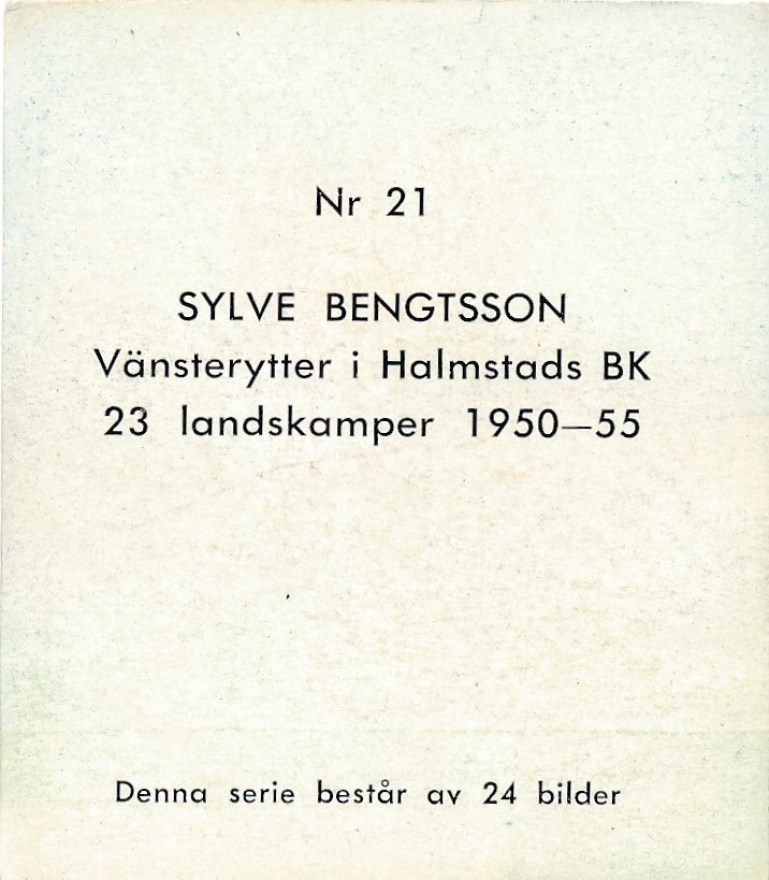 Nr 21
SYLVE BENGTSSON
Vänsterytter i Halmstads BK
23 landskamper 1950—55
Denna serie består av 24 bilder